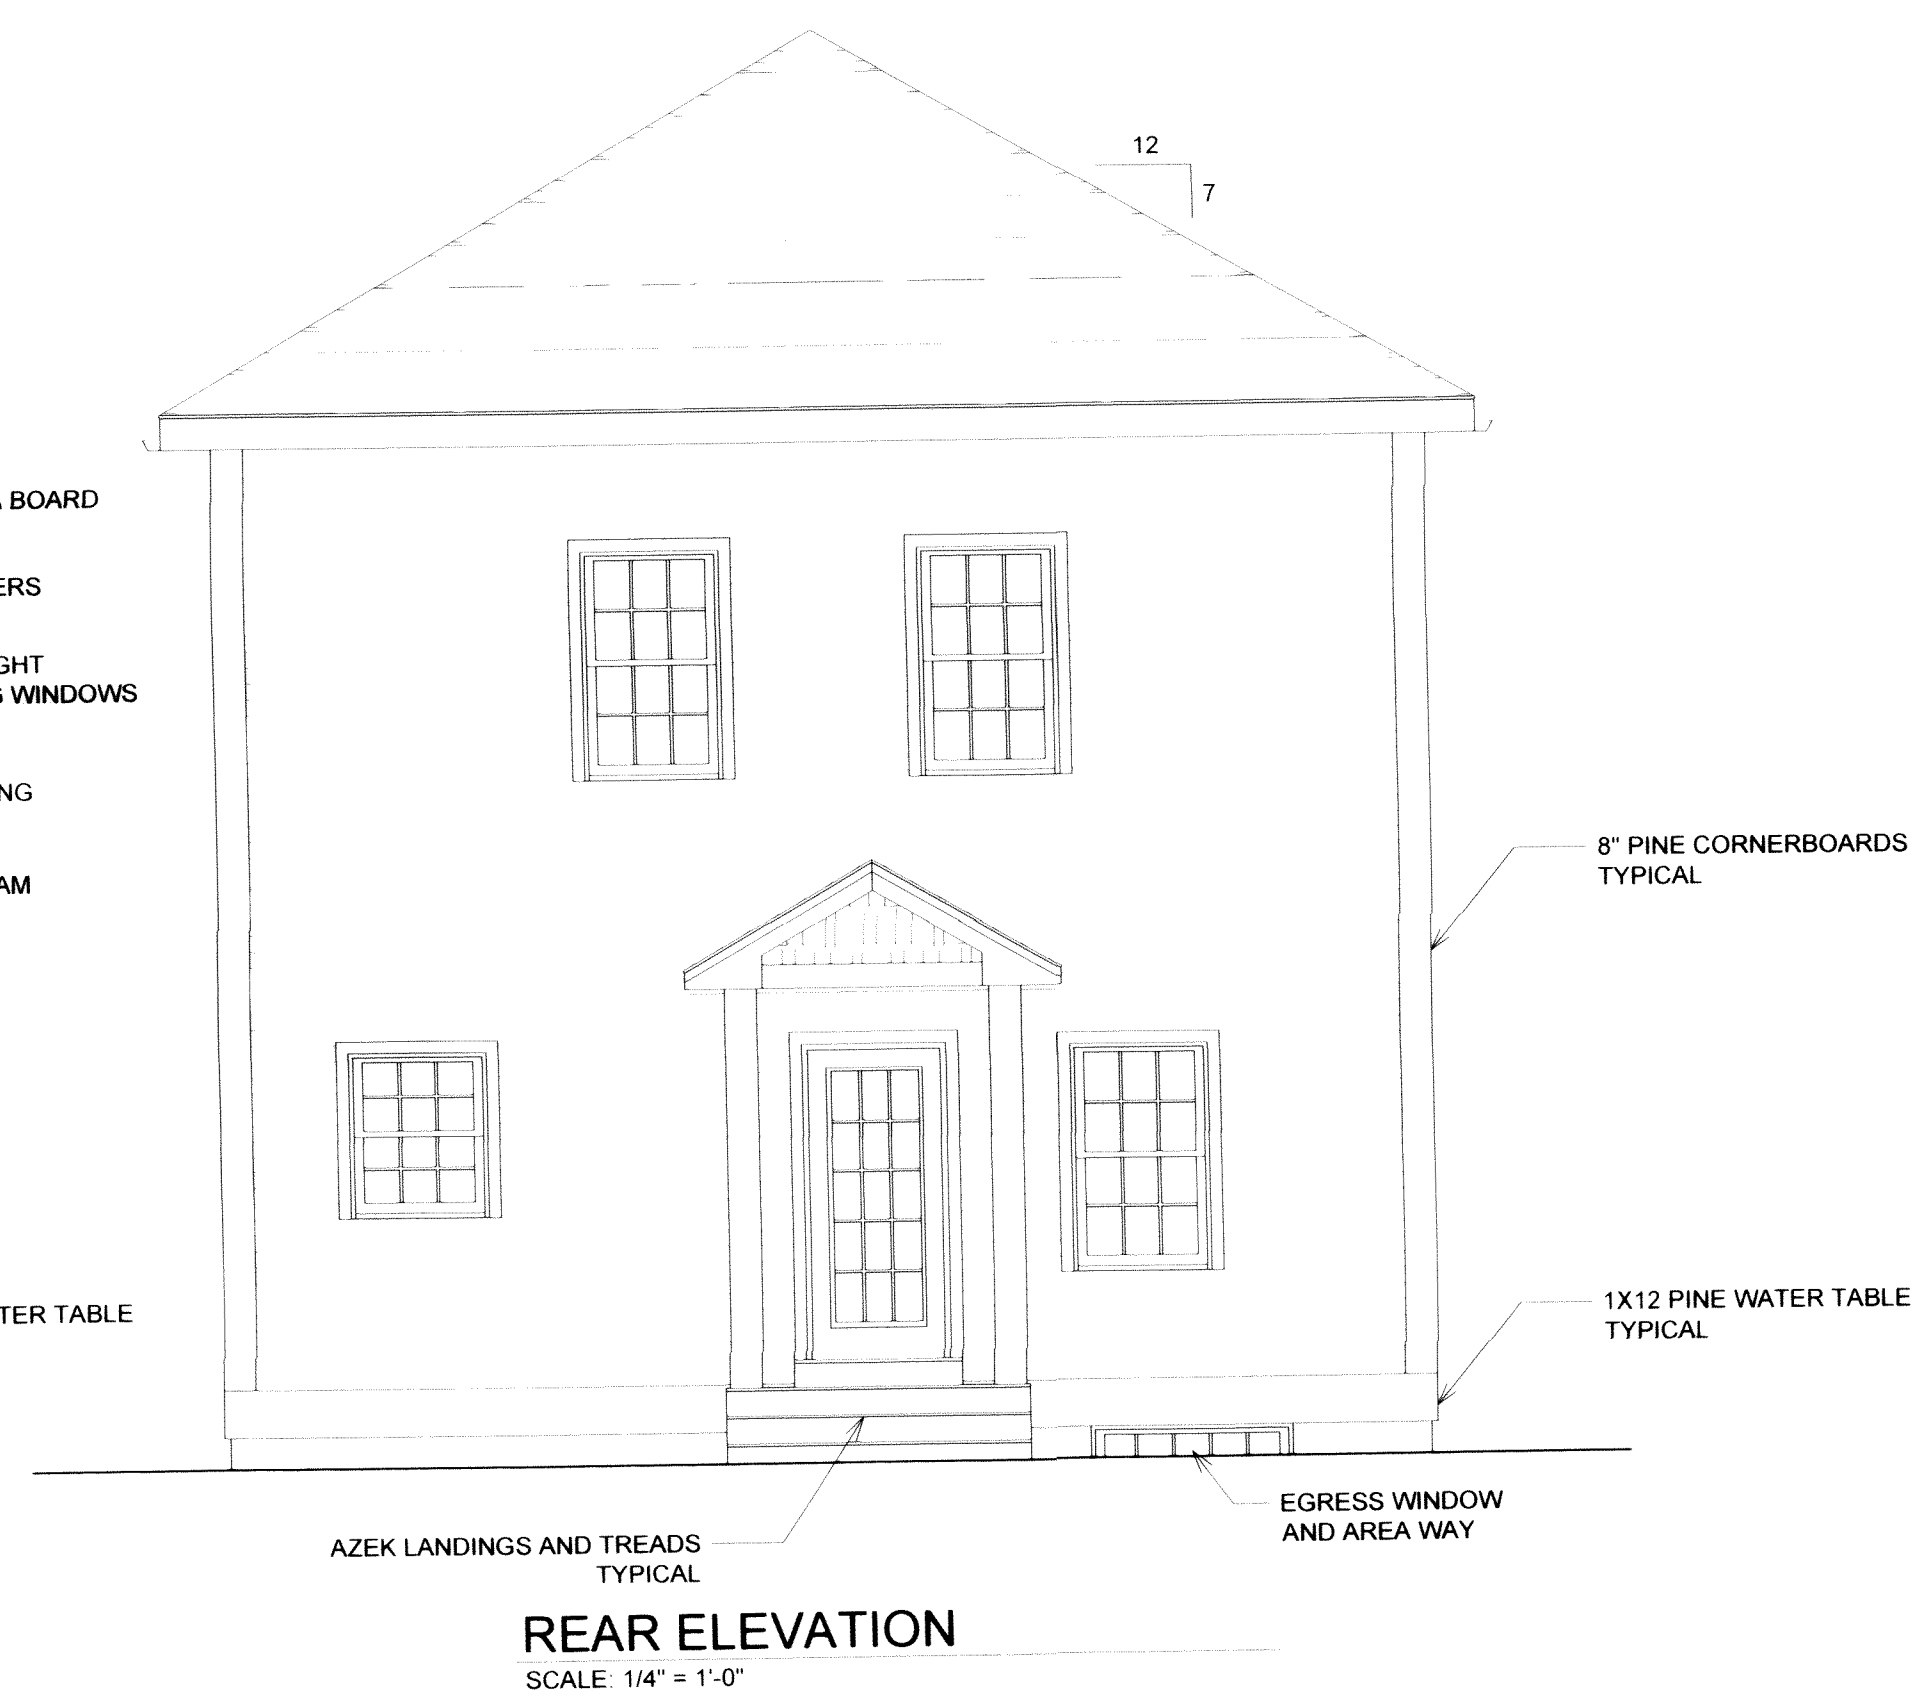 12
7
BOARD
ERS
GHT
WINDOWS
NG
AM
TER TABLE
8" PINE CORNERBOARDS
TYPICAL
1X12 PINE WATER TABLE
TYPICAL
EGRESS WINDOW
AND AREA WAY
AZEK LANDINGS AND TREADS
TYPICAL
REAR ELEVATION
SCALE: 1/4" = 1'-0"